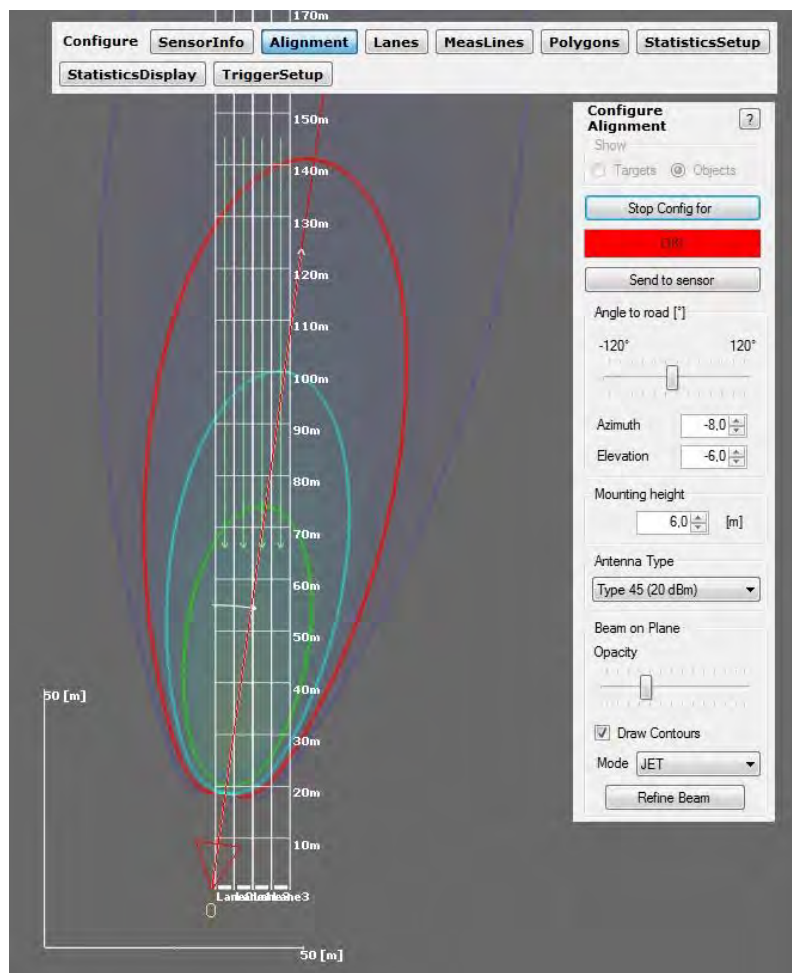 170m
Configure SensorInfo Alignment Lanes MeasLines Polygons StatisticsSetup
StatisticsDisplay TriggerSetup
150m
140m
130m
120m
110m
100m
90m
80m
70m
60m
50m
40m
30m
20m
10m
0
50 [m]
50 [m]
Configure
Alignment
?
Show
Targets Objects
Stop Config for
Send to sensor
Angle to road [°]
-120° 120°
Azimuth -8,0
Elevation -6,0
Mounting height
6,0 [m]
Antenna Type
Type 45 (20 dBm)
Beam on Plane
Opacity
Draw Contours
Mode JET
Refine Beam